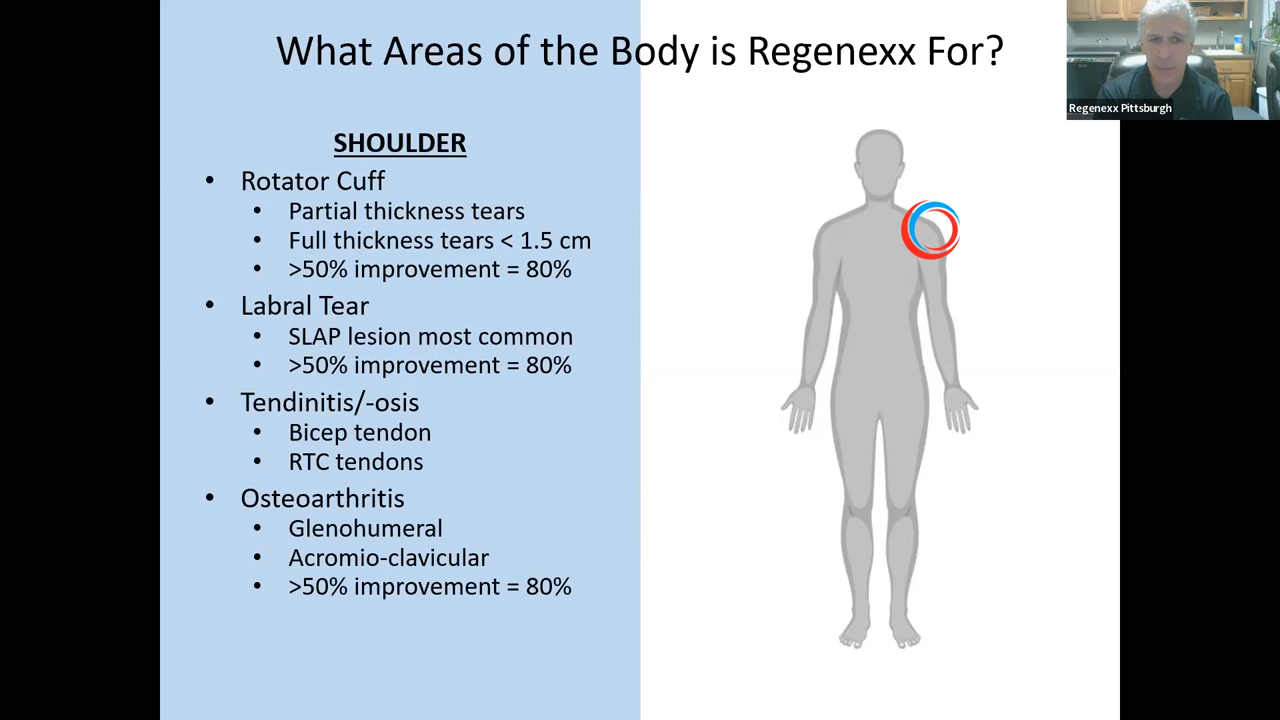 What Areas of the Body is Regenexx For?
Regenexx Pittsburgh
SHOULDER
• Rotator Cuff
• Partial thickness tears
• Full thickness tears < 1.5 cm
• >50% improvement = 80%
• Labral Tear
• SLAP lesion most common
• >50% improvement = 80%
• Tendinitis/-osis
• Bicep tendon
• RTC tendons
• Osteoarthritis
• Glenohumeral
• Acromio-clavicular
• >50% improvement = 80%